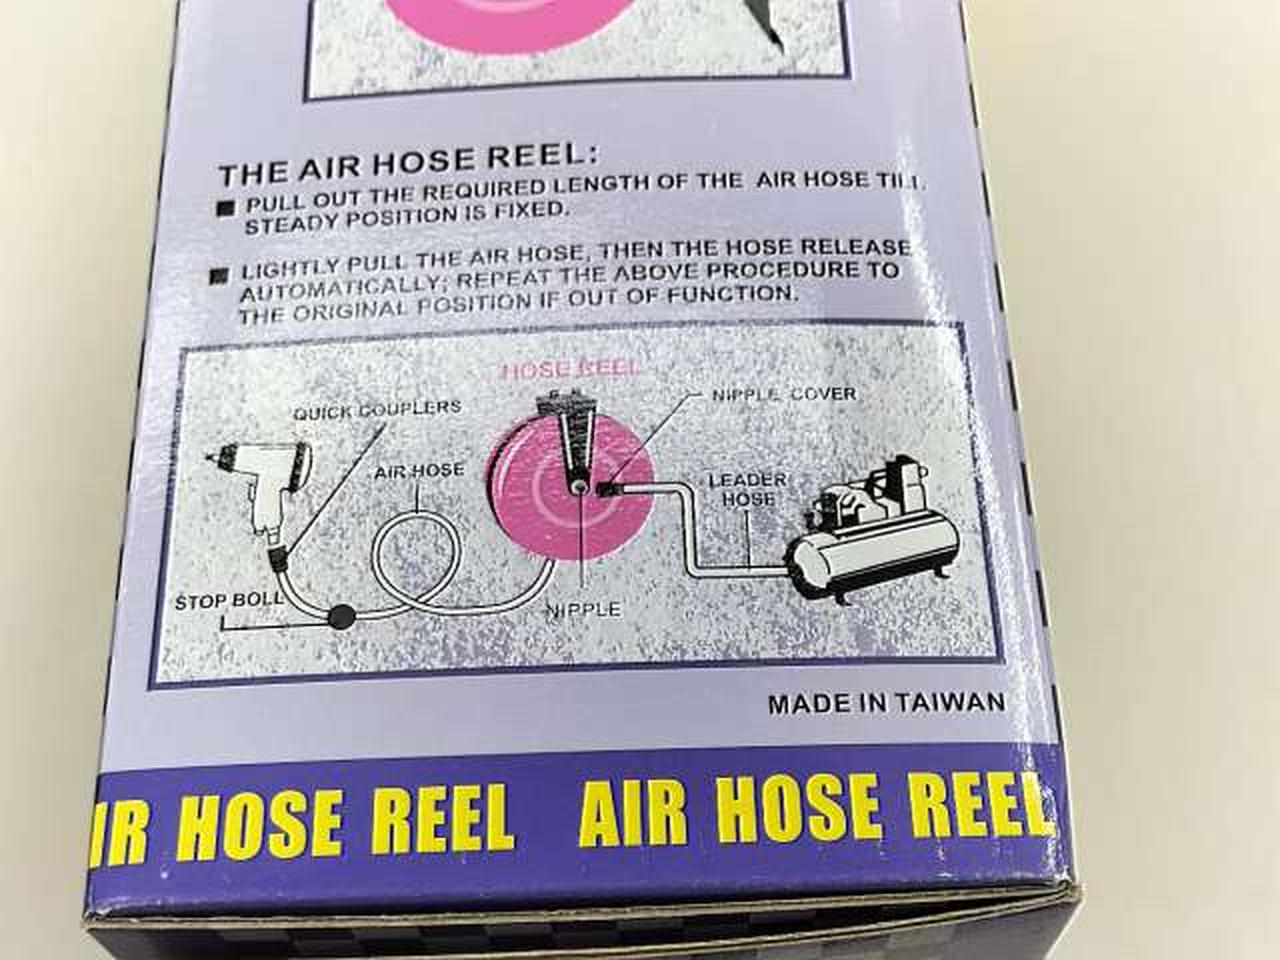 THE AIR HOSE REEL:
■ PULL OUT THE REQUIRED LENGTH OF THE AIR HOSE TILL
STEADY POSITION IS FIXED.
■ LIGHTLY PULL THE AIR HOSE, THEN THE HOSE RELEASE
AUTOMATICALLY; REPEAT THE ABOVE PROCEDURE TO
THE ORIGINAL POSITION IF OUT OF FUNCTION.
HOSE REEL
QUICK COUPLERS
NIPPLE COVER
AIR HOSE
LEADER
HOSE
STOP BOLL
NIPPLE
MADE IN TAIWAN
IR HOSE REEL AIR HOSE REEL